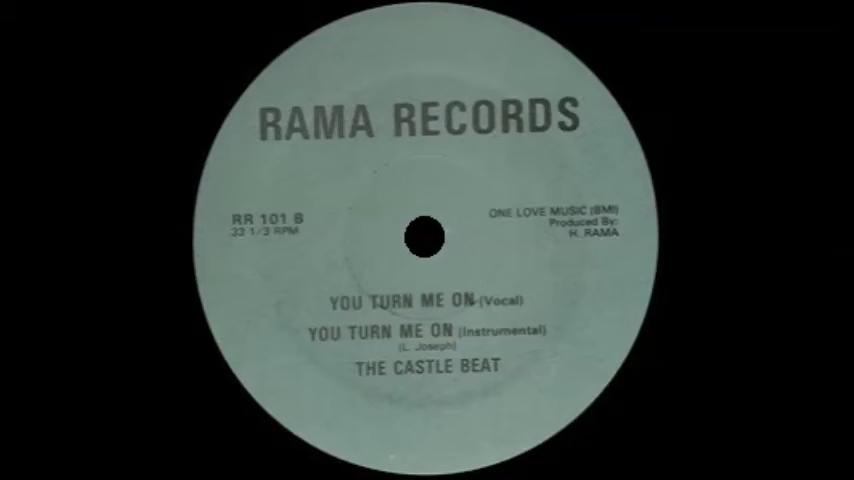 RAMA RECORDS
RR 101 B
33 1/3 RPM
ONE LOVE MUSIC (BMI)
Produced By:
H. RAMA
YOU TURN ME ON (Vocal)
YOU TURN ME ON (Instrumental)
(L. Joseph)
THE CASTLE BEAT